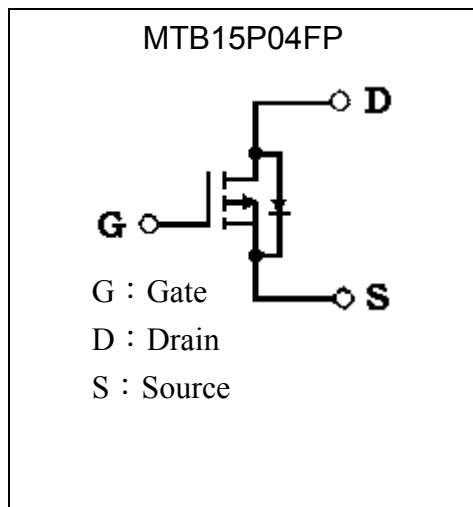 MTB15P04FP
D
G
S
G：Gate
D：Drain
S：Source